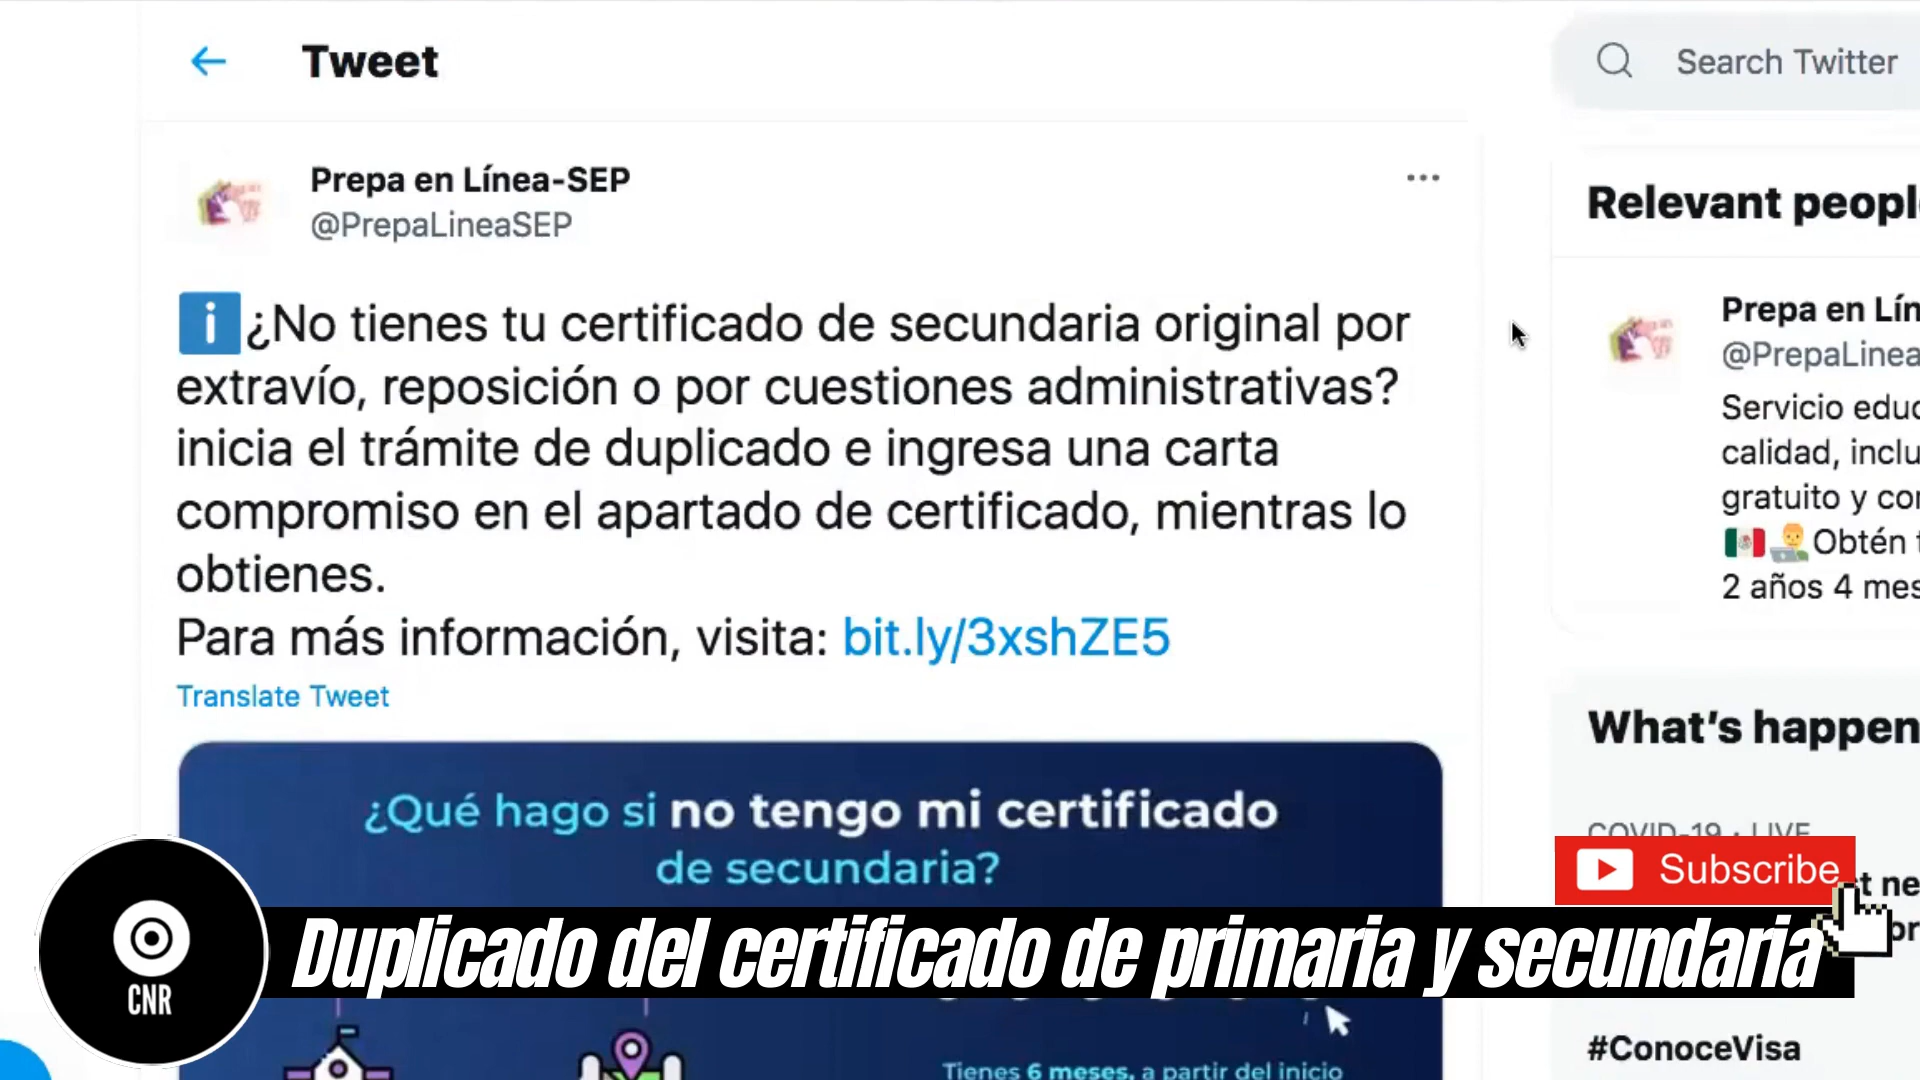 Tweet
Search Twitter
Prepa en Línea-SEP
@PrepaLineaSEP
¿No tienes tu certificado de secundaria original por
extravío, reposición o por cuestiones administrativas?
inicia el trámite de duplicado e ingresa una carta
compromiso en el apartado de certificado, mientras lo
obtienes.
Para más información, visita: bit.ly/3xshZE5
Translate Tweet
¿Qué hago si no tengo mi certificado
de secundaria?
Tienes 6 meses, a partir del inicio
Relevant peopl
Prepa en Lín
@PrepaLinea
Servicio educ
calidad, inclu
gratuito y con
Obtén t
2 años 4 mes
What's happen
COVID-19 · LIVE
t ne
or
#ConoceVisa
Subscribe
CNR
Duplicado del certificado de primaria y secundaria